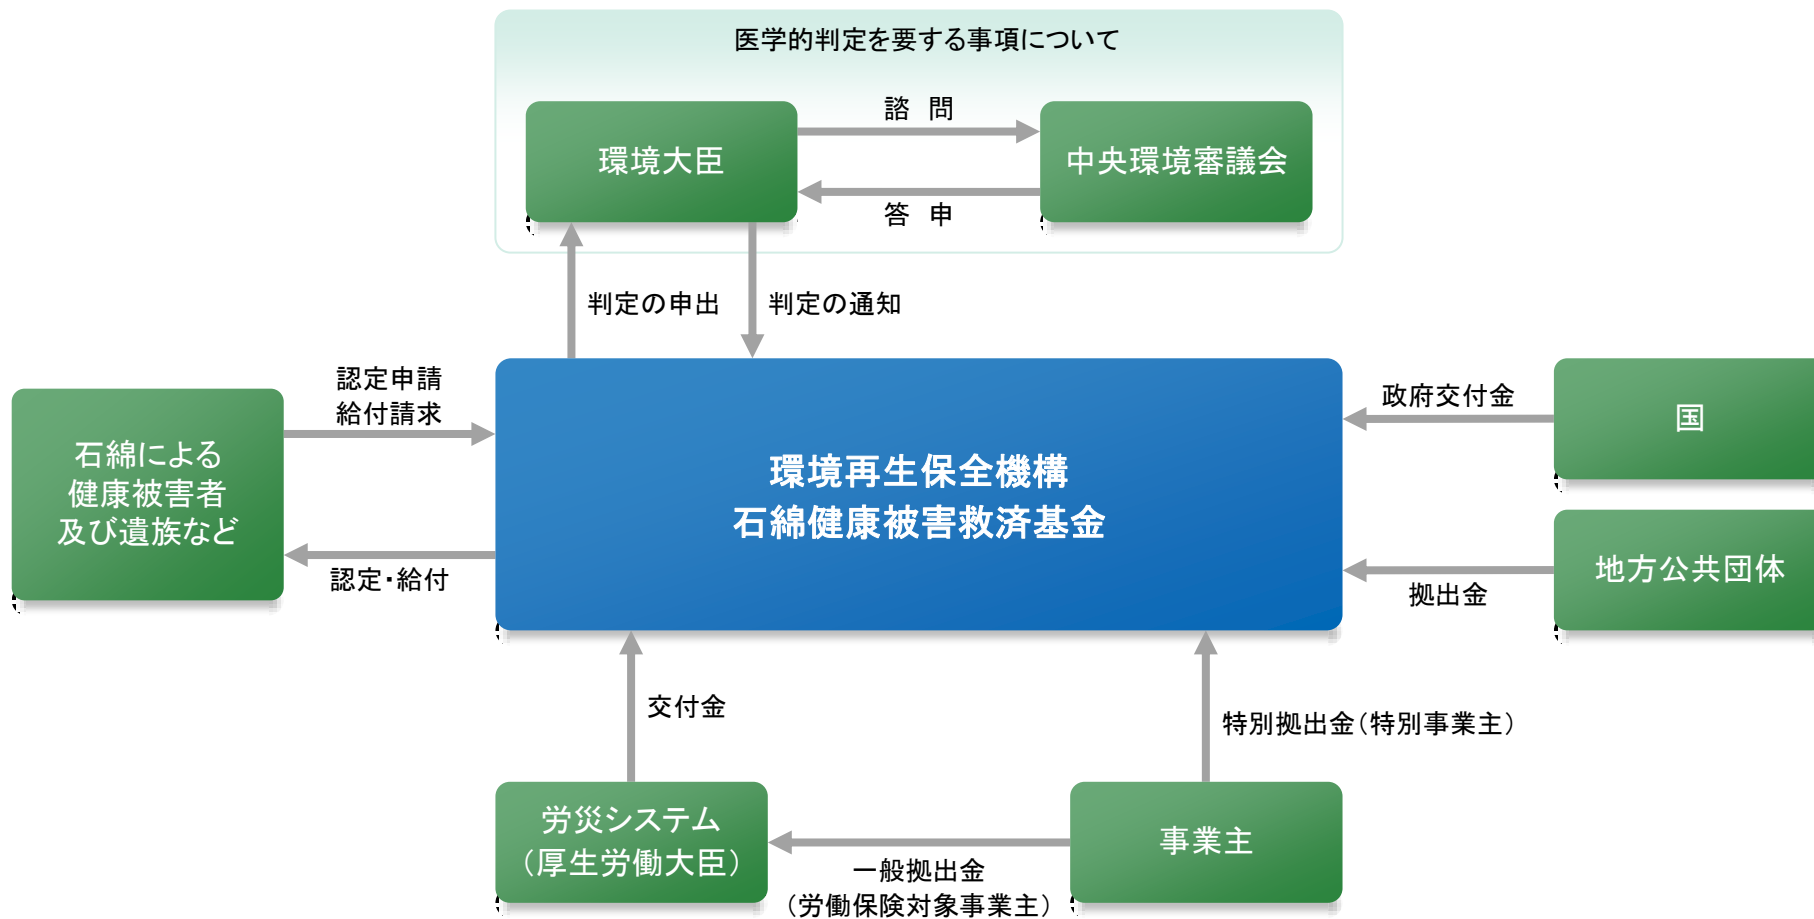 医学的判定を要する事項について
諮 問
環境大臣
中央環境審議会
答 申
判定の申出
判定の通知
認定申請
給付請求
石綿による
健康被害者
及び遺族など
認定・給付
環境再生保全機構
石綿健康被害救済基金
政府交付金
国
地方公共団体
拠出金
交付金
特別拠出金（特別事業主）
労災システム
（厚生労働大臣）
事業主
一般拠出金
（労働保険対象事業主）